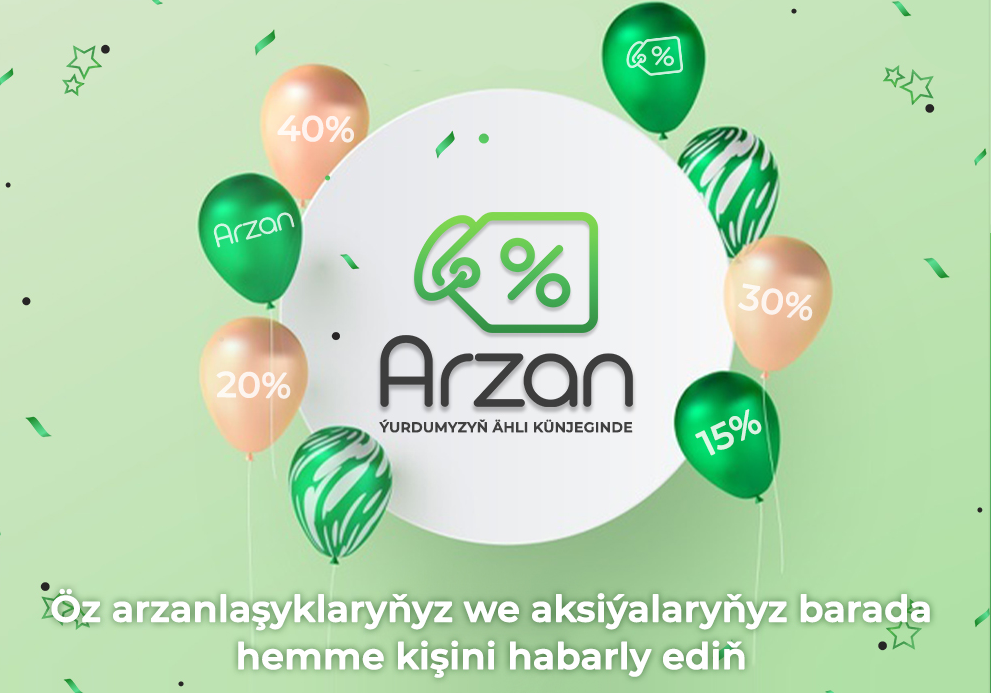 %
40%
Arzan
%
30%
Arzan
20%
ÝURDUMYZYŇ ÄHLI KÜNJEGINDE
15%
Öz arzanlaşyklaryňyz we aksiýalaryňyz barada
hemme kişini habarly ediň